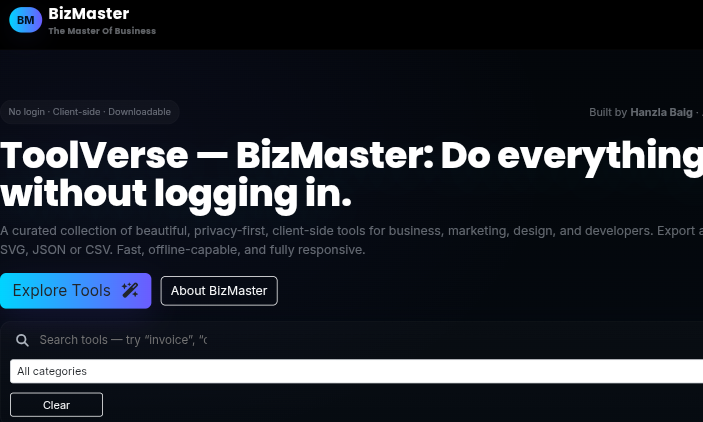 BM
BizMaster
The Master Of Business
No login · Client-side · Downloadable
Built by Hanzla Baig ·
ToolVerse — BizMaster: Do everything
without logging in.
A curated collection of beautiful, privacy-first, client-side tools for business, marketing, design, and developers. Export
SVG, JSON or CSV. Fast, offline-capable, and fully responsive.
Explore Tools
About BizMaster
Search tools — try “invoice”,
All categories
Clear